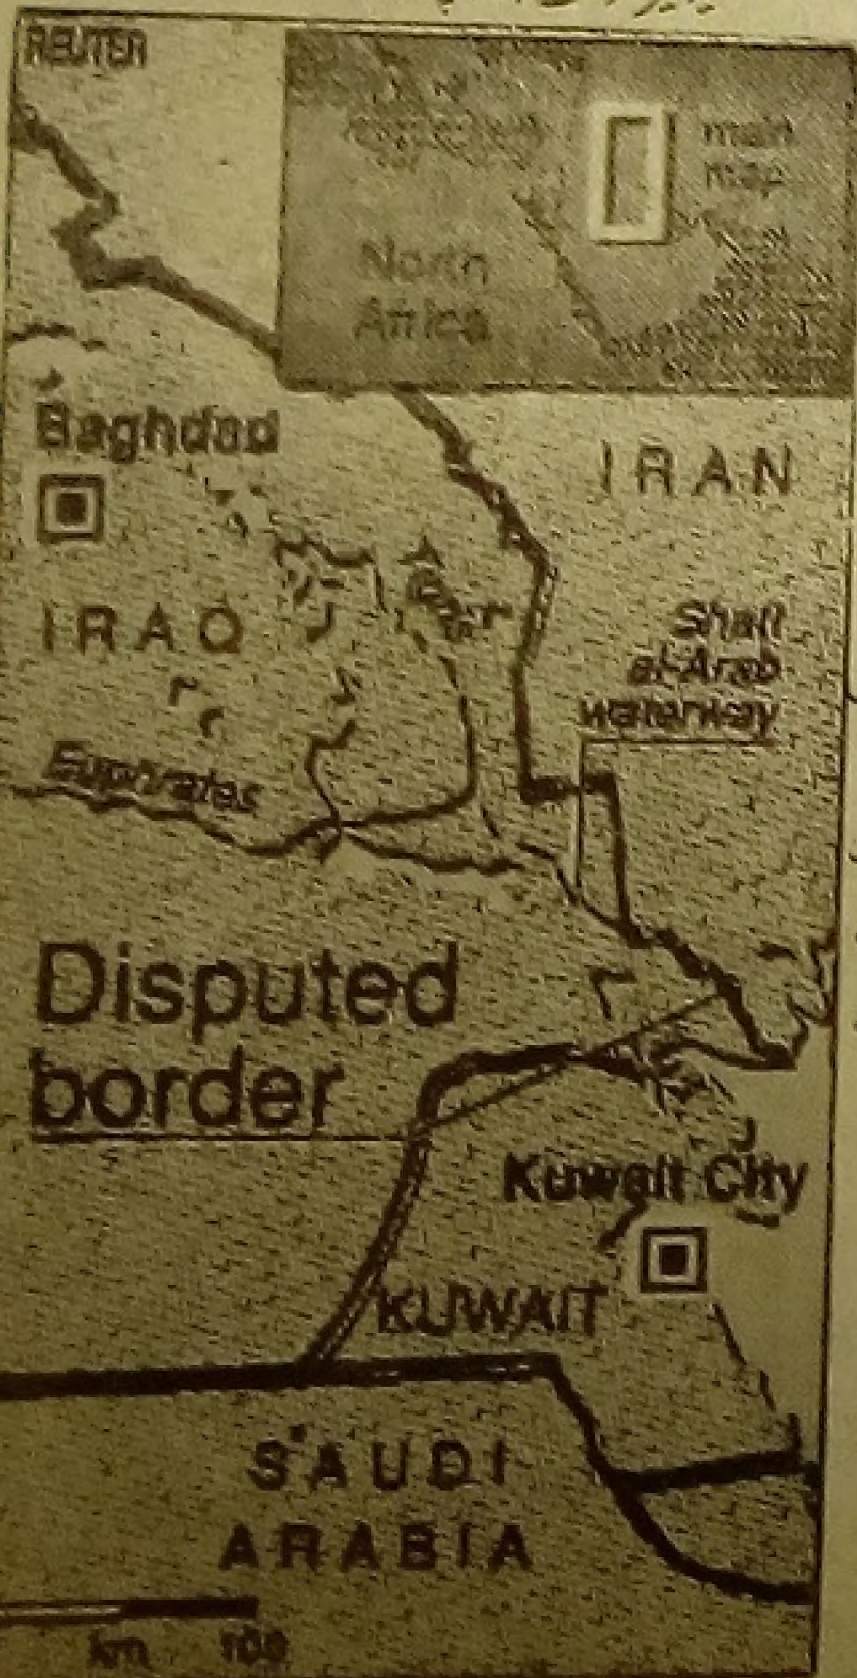 REUTER
main
map
North
Africa
Baghdad
IRAN
IRAQ
Shatt
al-Arab
waterway
Euphrates
Disputed
border
Kuwait City
KUWAIT
SAUDI
ARABIA
km 100